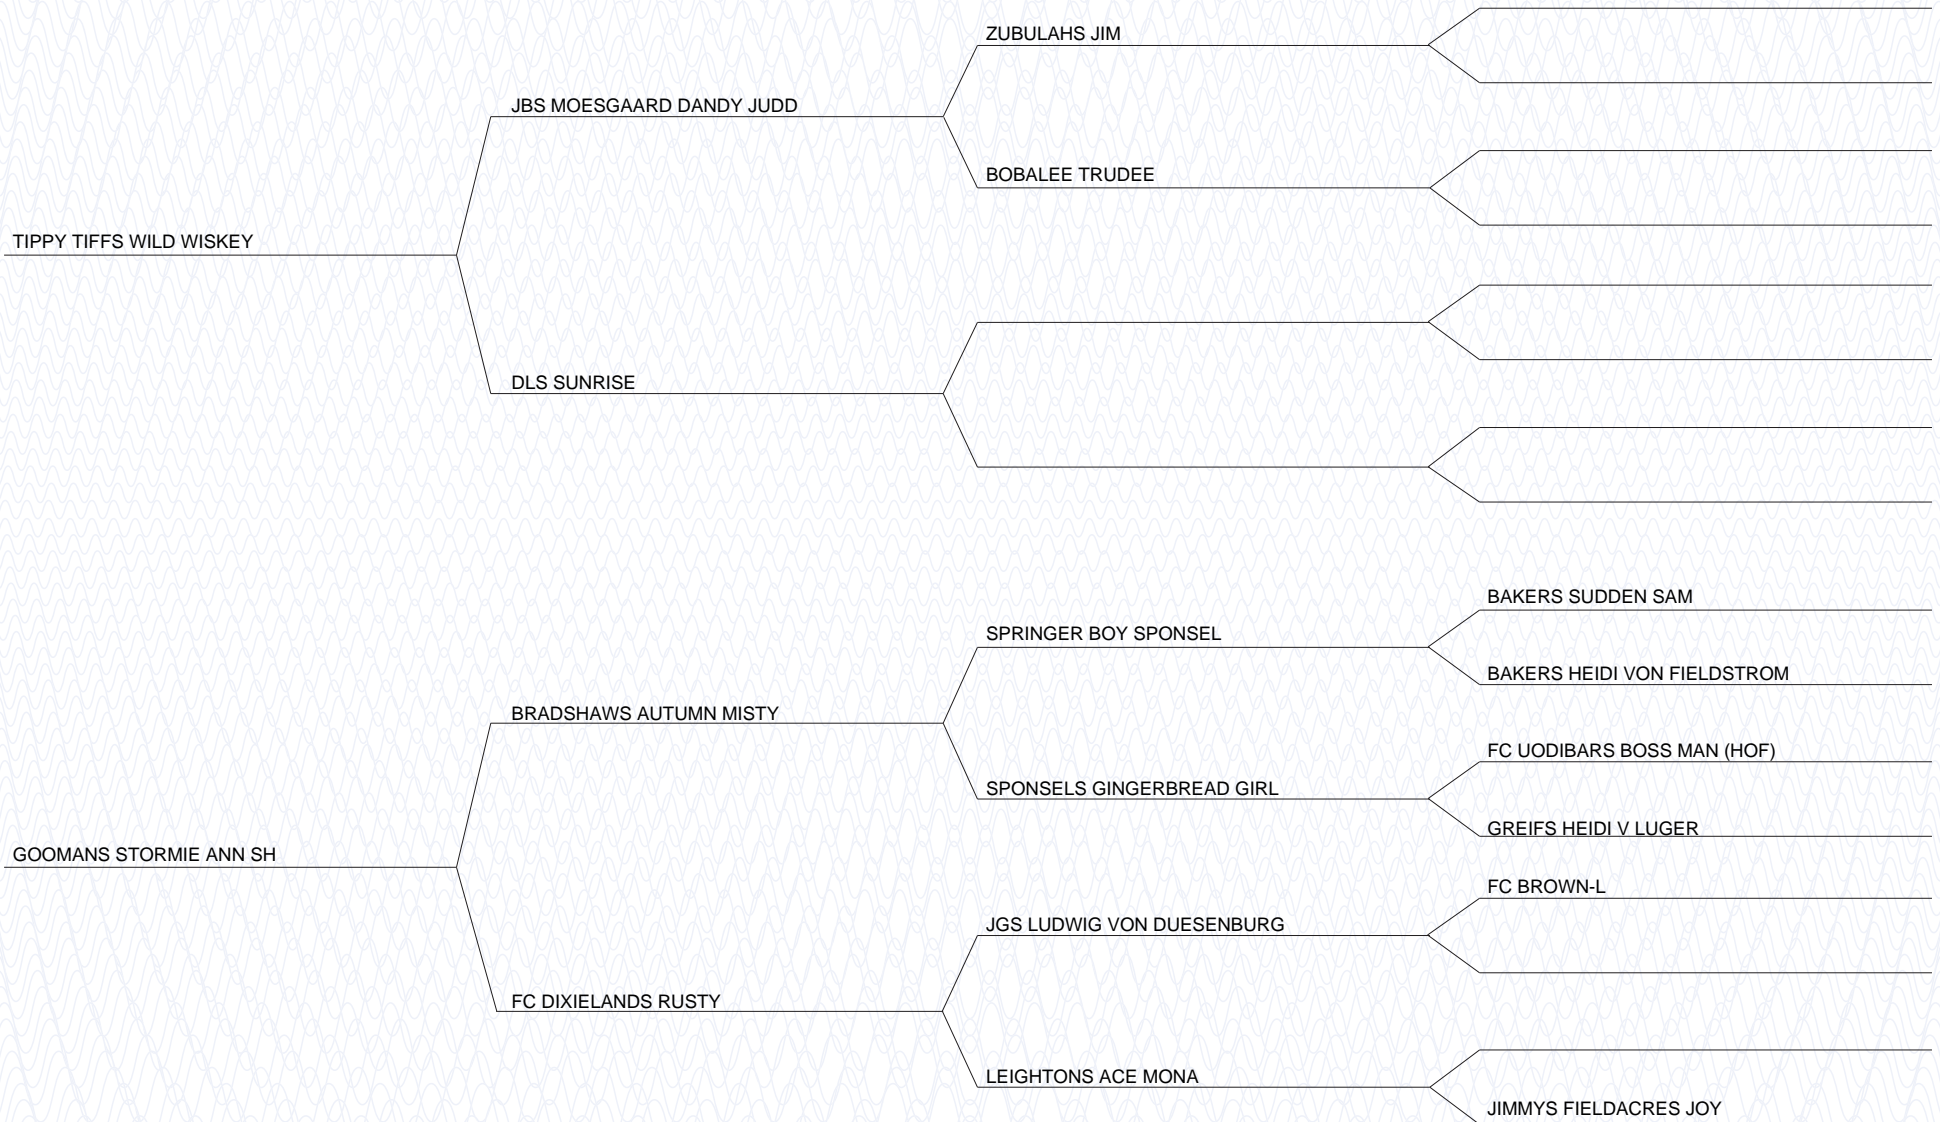 ZUBULAHS JIM
JBS MOESGAARD DANDY JUDD
BOBALEE TRUDEE
TIPPY TIFFS WILD WISKEY
DLS SUNRISE
BAKERS SUDDEN SAM
SPRINGER BOY SPONSEL
BAKERS HEIDI VON FIELDSTROM
BRADSHAWS AUTUMN MISTY
FC UODIBARS BOSS MAN (HOF)
SPONSELS GINGERBREAD GIRL
GREIFS HEIDI V LUGER
GOOMANS STORMIE ANN SH
FC BROWN-L
JGS LUDWIG VON DUESENBURG
FC DIXIELANDS RUSTY
LEIGHTONS ACE MONA
JIMMYS FIELDACRES JOY